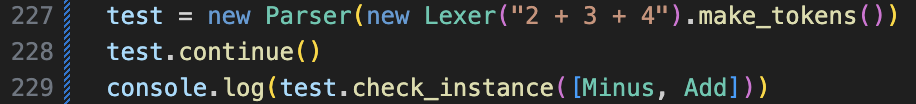 227 test = new Parser(new Lexer("2 + 3 + 4").make_tokens())
228 test.continue()
229 console.log(test.check_instance([Minus, Add]))